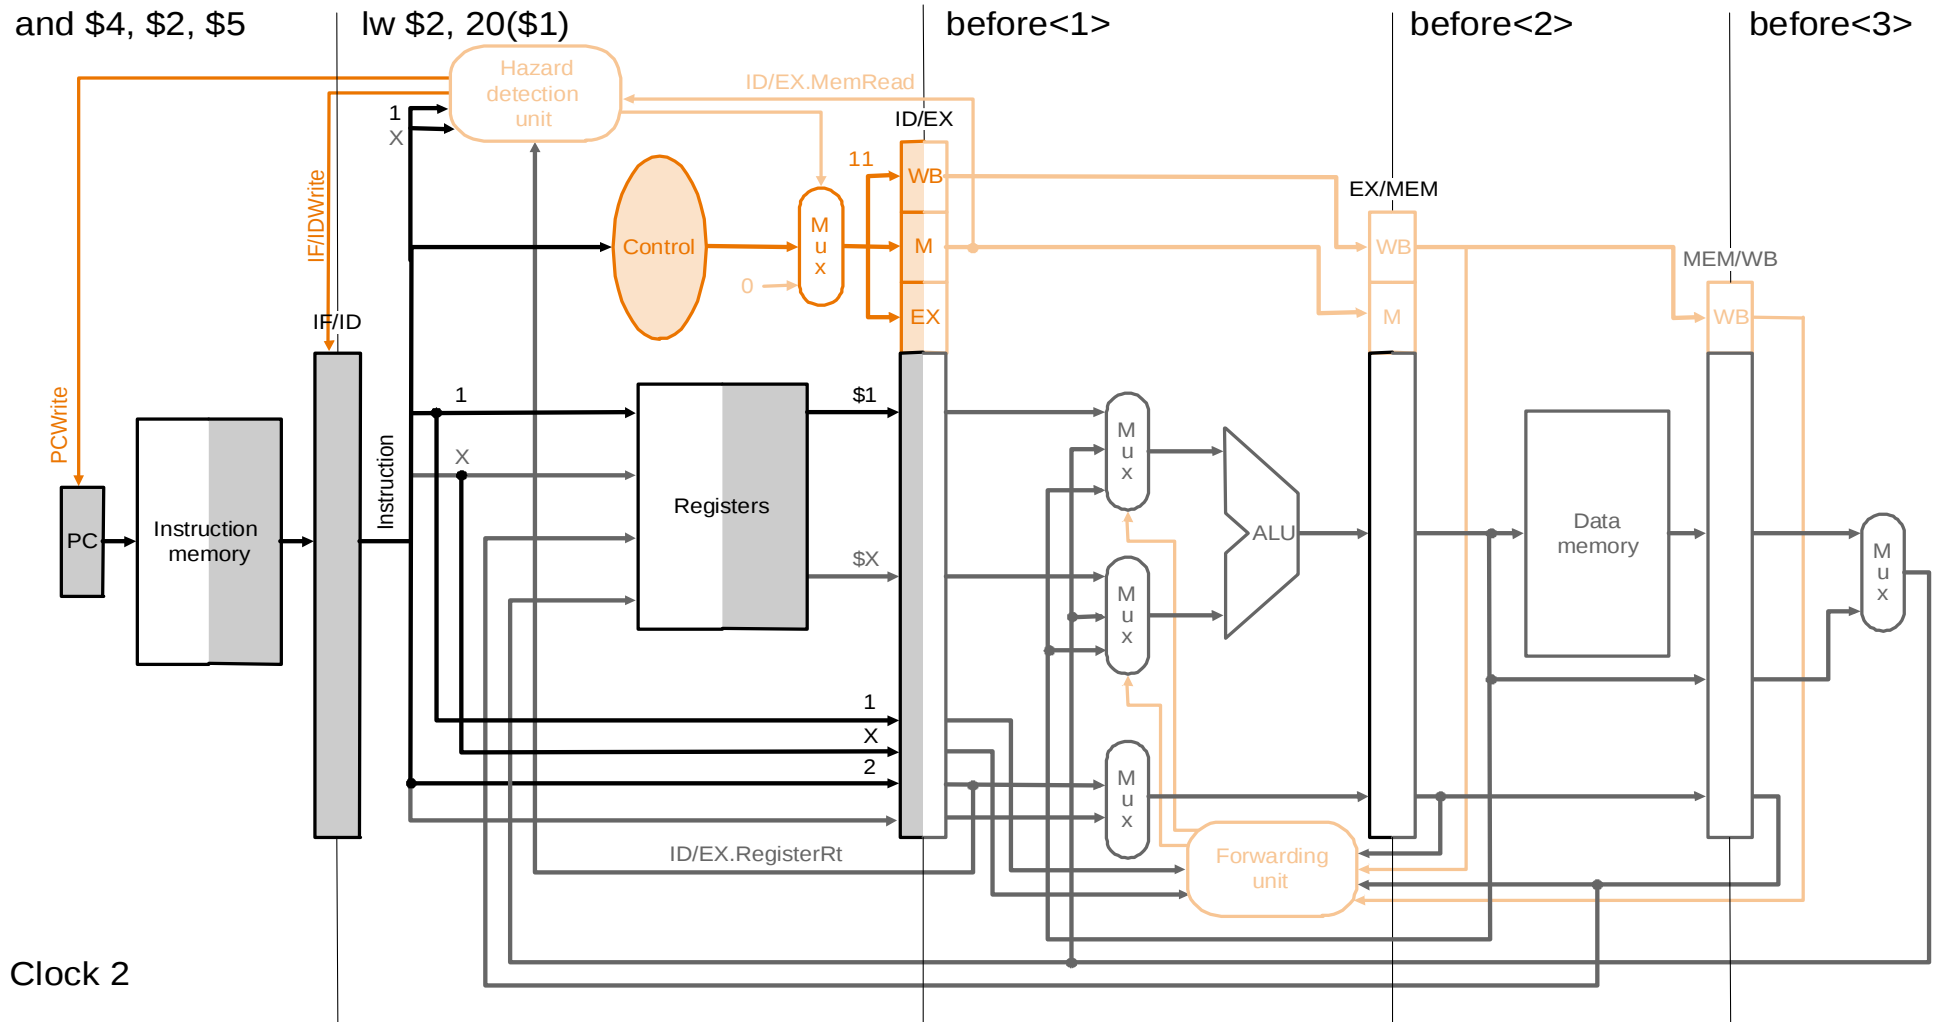 and $4, $2, $5
lw $2, 20($1)
before<1>
before<2>
before<3>
Hazard
detection
unit
ID/EX.MemRead
1
X
ID/EX
11
WB
M
EX
Control
M
u
x
0
IF/IDWrite
IF/ID
PCWrite
EX/MEM
WB
M
MEM/WB
WB
Instruction
1
X
$1
$X
PC
Instruction
memory
Registers
M
u
x
M
u
x
ALU
Data
memory
M
u
x
1
X
2
M
u
x
ID/EX.RegisterRt
Forwarding
unit
Clock 2